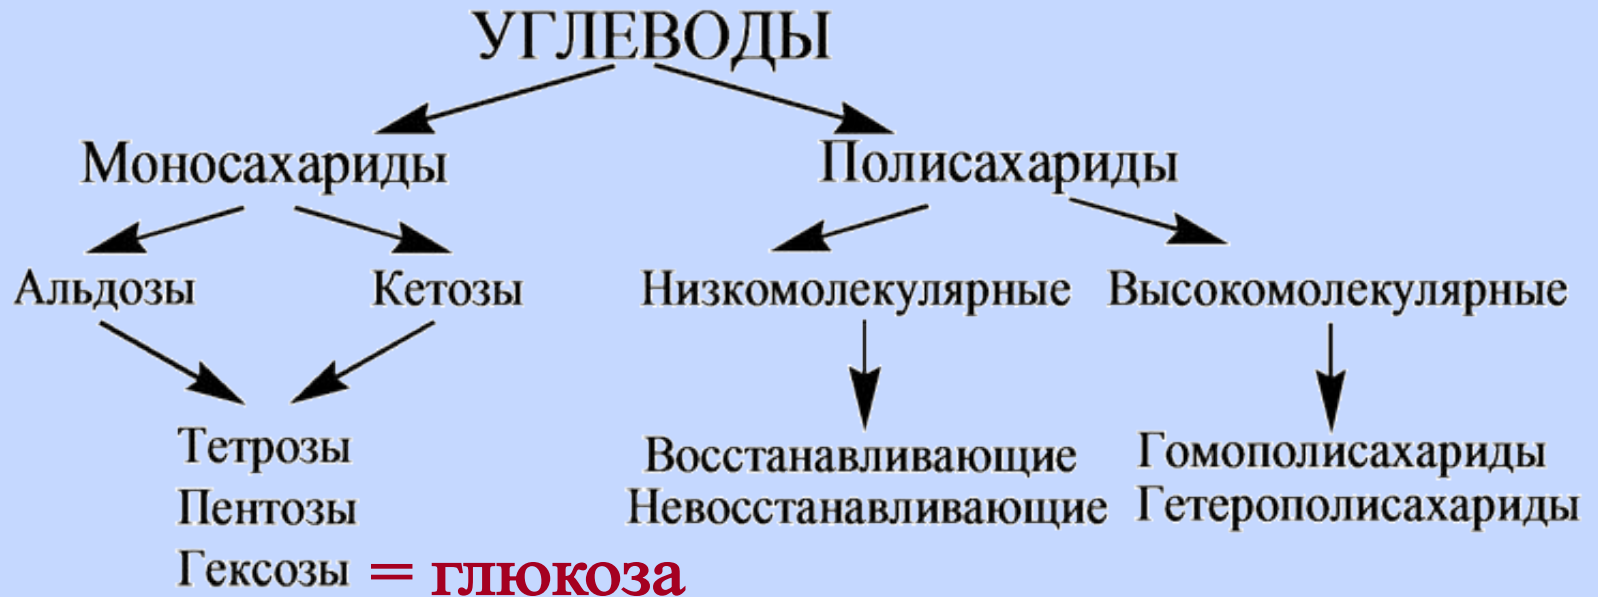 УГЛЕВОДЫ
Моносахариды Полисахариды
Альдозы Кетозы Низкомолекулярные Высокомолекулярные
Тетрозы
Пентозы
Гексозы = глюкоза
Восстанавливающие
Невосстанавливающие
Гомополисахариды
Гетерополисахариды